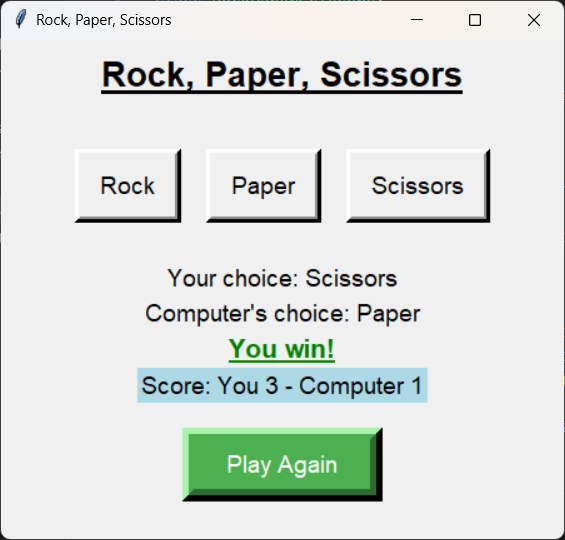 Rock, Paper, Scissors
Rock, Paper, Scissors
Rock Paper Scissors
Your choice: Scissors
Computer's choice: Paper
You win!
Score: You 3 - Computer 1
Play Again